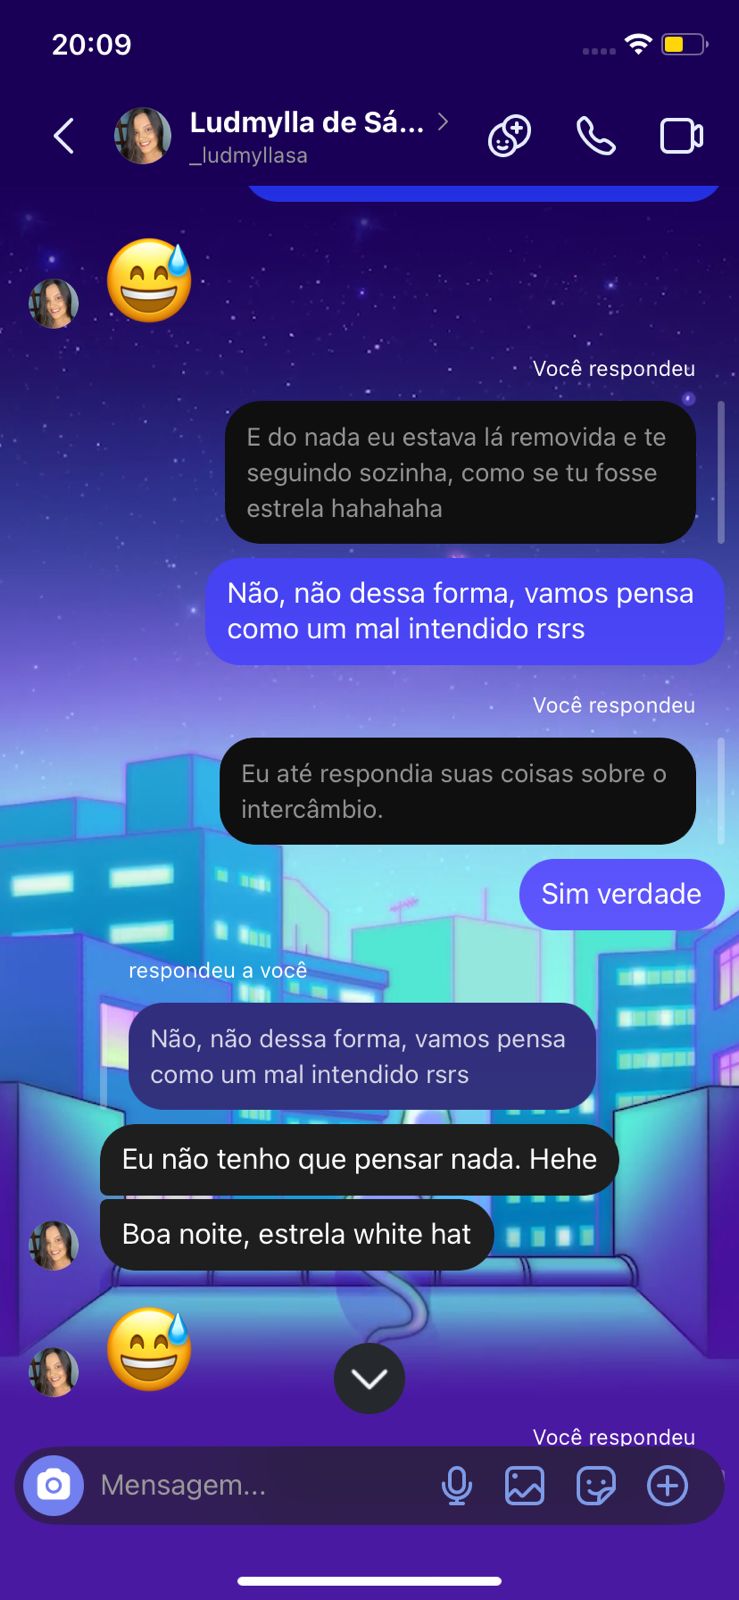 20:09
Ludmylla de Sá...
_ludmyllasa
Você respondeu
E do nada eu estava lá removida e te
seguindo sozinha, como se tu fosse
estrela hahahaha
Não, não dessa forma, vamos pensa
como um mal intendido rsrs
Você respondeu
Eu até respondia suas coisas sobre o
intercâmbio.
Sim verdade
respondeu a você
Não, não dessa forma, vamos pensa
como um mal intendido rsrs
Eu não tenho que pensar nada. Hehe
Boa noite, estrela white hat
Você respondeu
Mensagem...